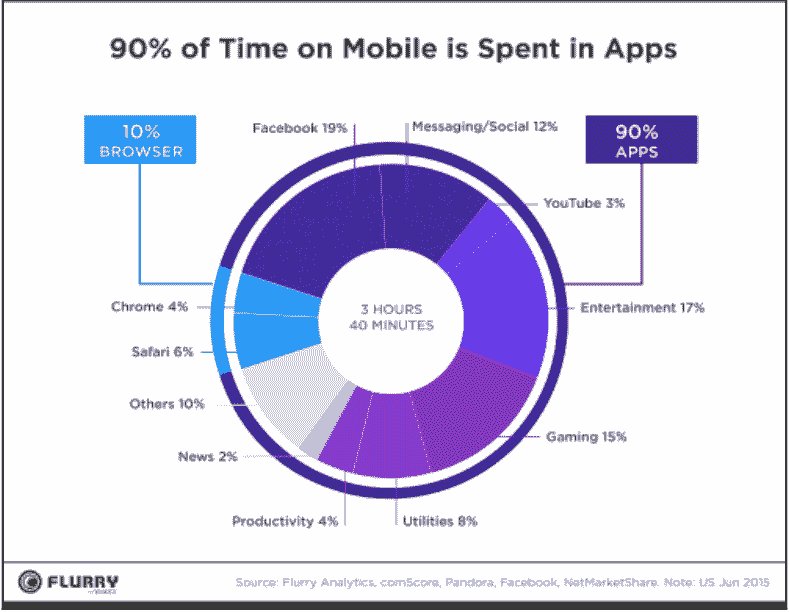 90% of Time on Mobile is Spent in Apps
10%
BROWSER
Facebook 19%
Messaging/Social 12%
90%
APPS
YouTube 3%
Chrome 4%
3 HOURS
40 MINUTES
Entertainment 17%
Safari 6%
Others 10%
Gaming 15%
News 2%
Productivity 4%
Utilities 8%
FLURRY
Source: Flurry Analytics, comScore, Pandora, Facebook, NetMarketShare. Note: US Jun 2015